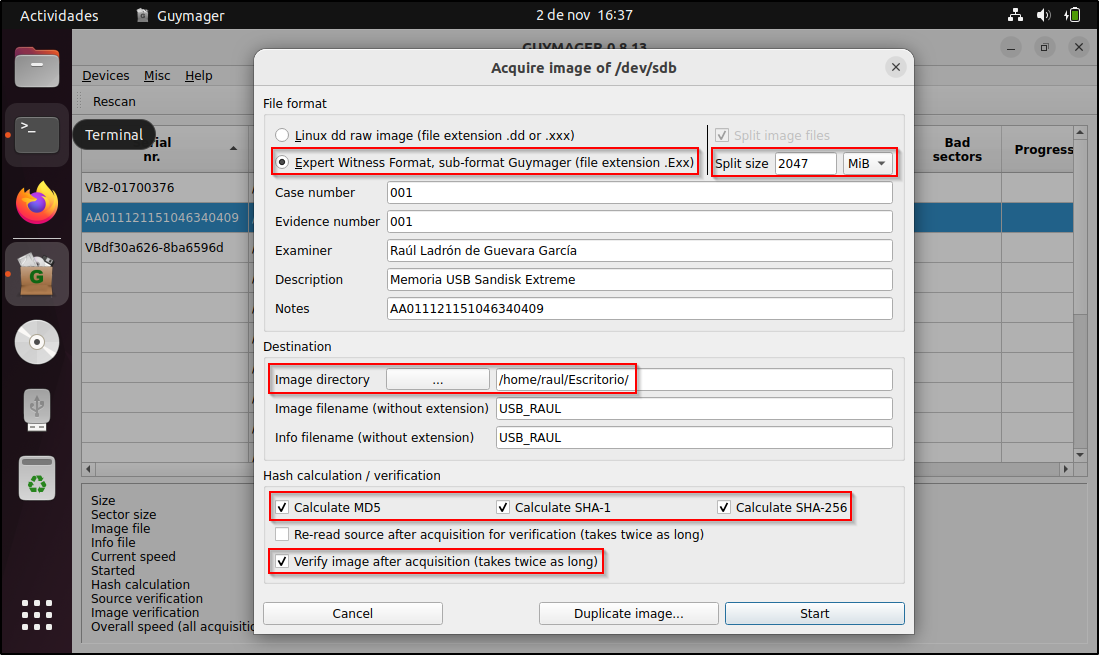 Actividades Guymager 2 de nov 16:37
GUYMAGER 0.8.13
Acquire image of /dev/sdb
Devices Misc Help
Rescan
Terminal
nr.
Bad sectors
Progress
VB2-01700376
AA011121151046340409
VBdf30a626-8ba6596d
File format
Linux dd raw image (file extension .dd or .xxx)
Split image files
Expert Witness Format, sub-format Guymager (file extension .Exx)
Split size 2047 MiB
Case number 001
Evidence number 001
Examiner Raúl Ladrón de Guevara García
Description Memoria USB Sandisk Extreme
Notes AA011121151046340409
Destination
Image directory ... /home/raul/Escritorio/
Image filename (without extension) USB_RAUL
Info filename (without extension) USB_RAUL
Hash calculation / verification
Calculate MD5 Calculate SHA-1 Calculate SHA-256
Re-read source after acquisition for verification (takes twice as long)
Verify image after acquisition (takes twice as long)
Cancel Duplicate image... Start
Size
Sector size
Image file
Info file
Current speed
Started
Hash calculation
Source verification
Image verification
Overall speed (all